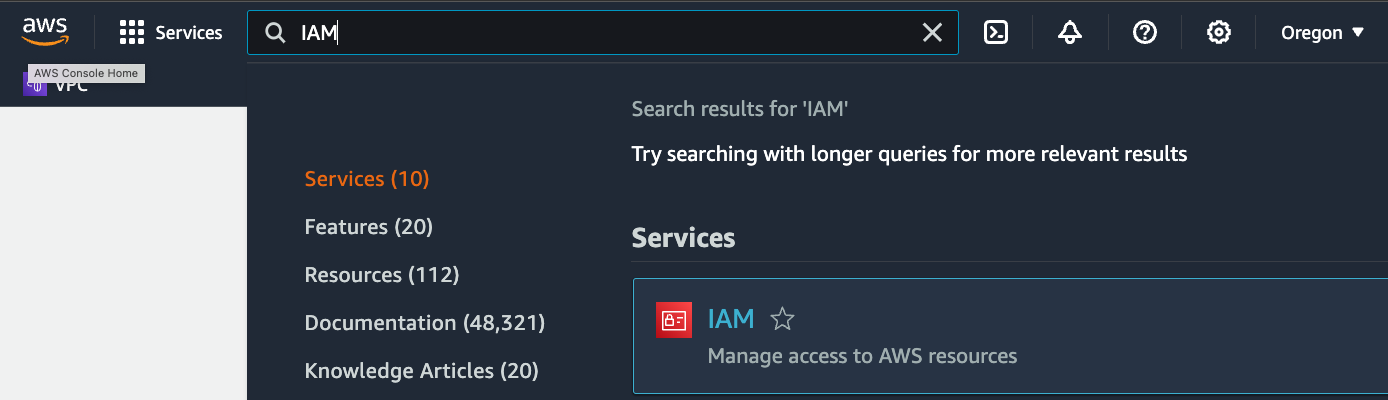 aws
Services
IAM
Oregon
AWS Console Home
VPC
Search results for 'IAM'
Try searching with longer queries for more relevant results
Services (10)
Features (20)
Resources (112)
Documentation (48,321)
Knowledge Articles (20)
Services
IAM
Manage access to AWS resources